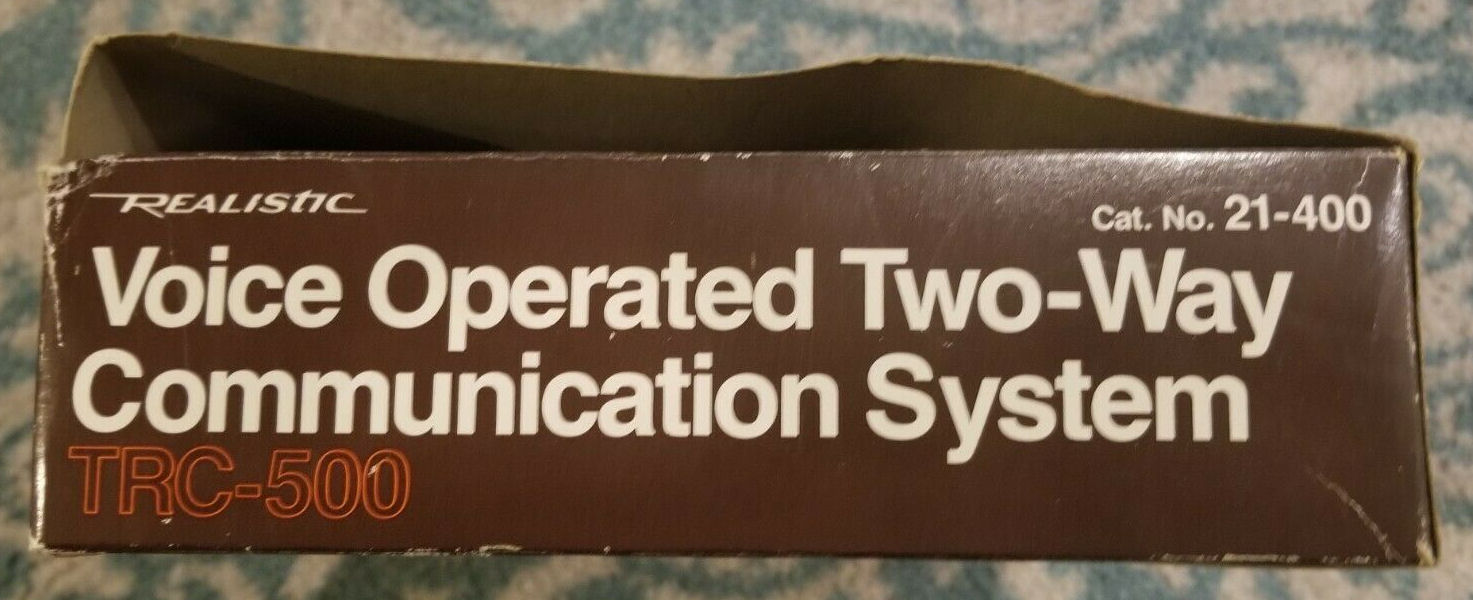 REALISTIC
Cat. No. 21-400
Voice Operated Two-Way
Communication System
TRC-500